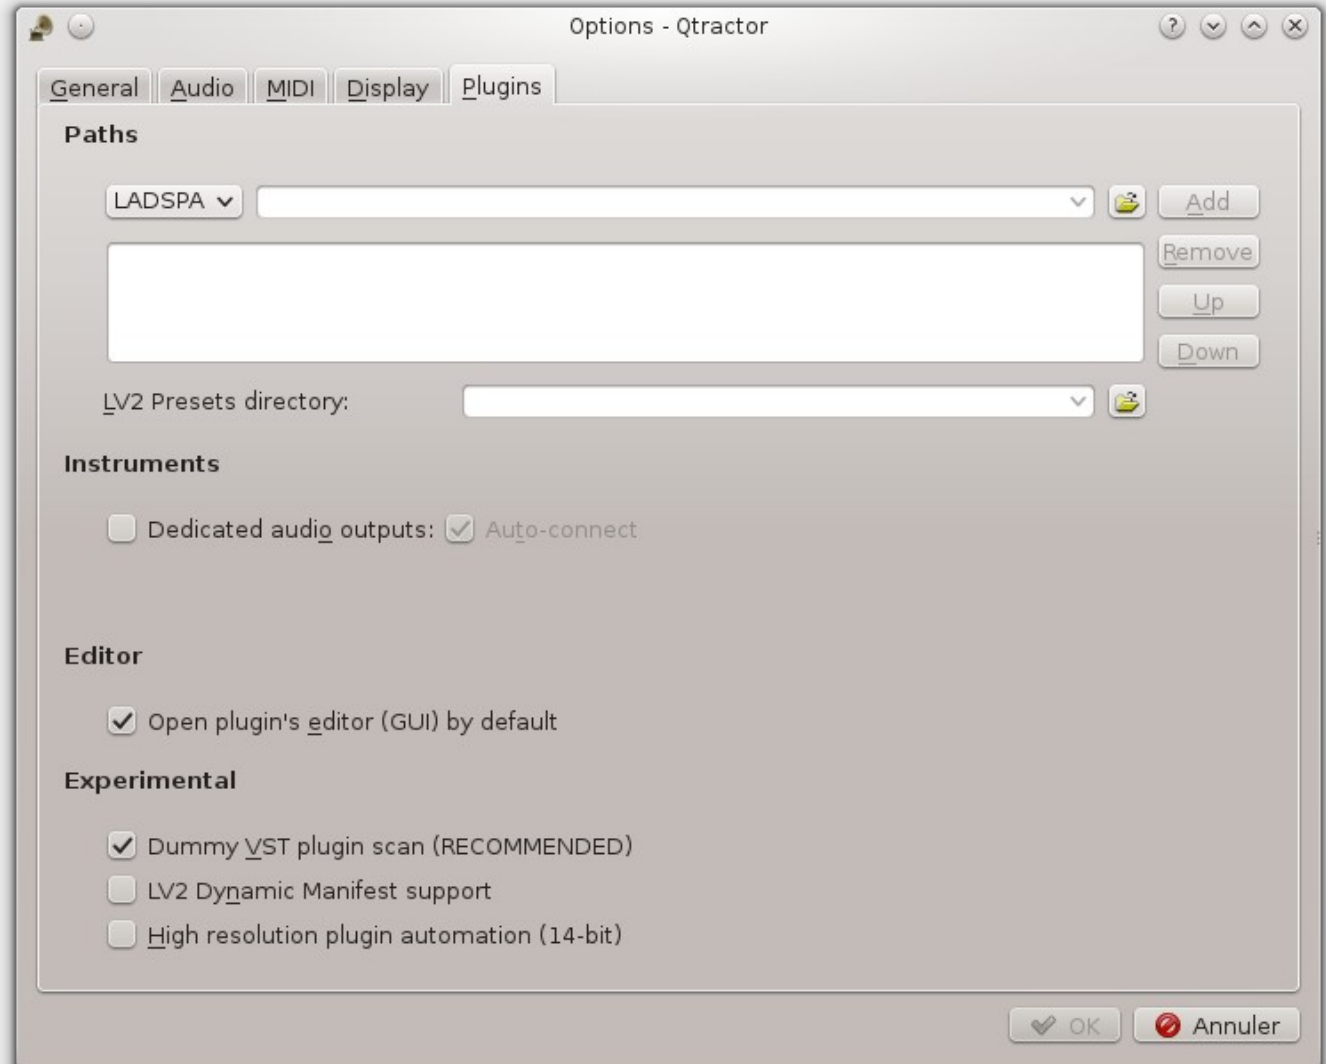 Options - Qtractor
General Audio MIDI Display Plugins
Paths
LADSPA Add
Remove
Up
Down
LV2 Presets directory:
Instruments
Dedicated audio outputs: Auto-connect
Editor
Open plugin's editor (GUI) by default
Experimental
Dummy VST plugin scan (RECOMMENDED)
LV2 Dynamic Manifest support
High resolution plugin automation (14-bit)
OK Annuler